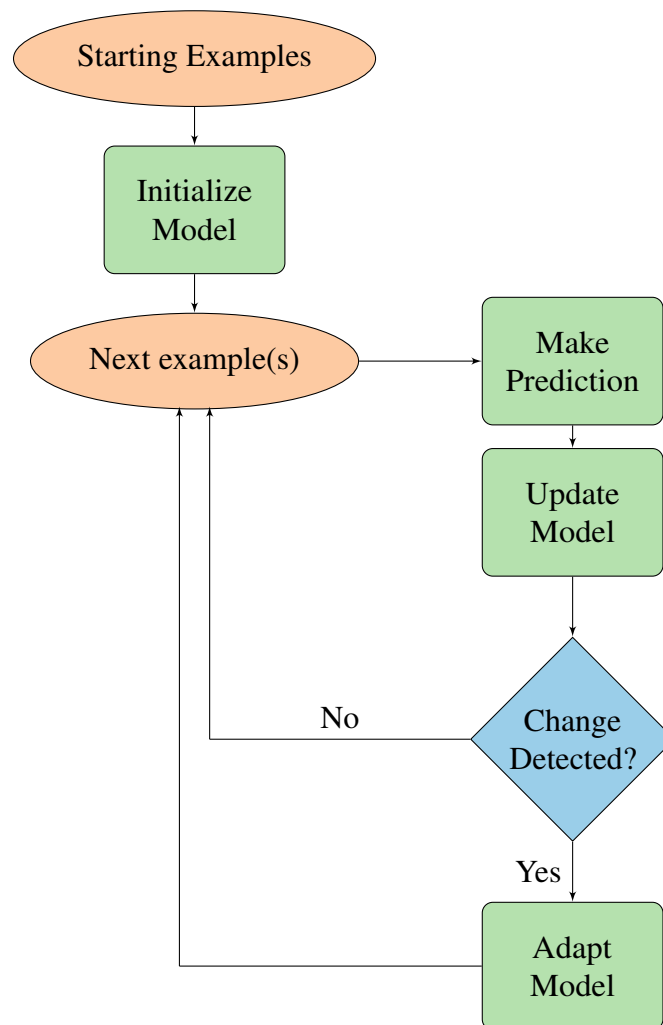 Starting Examples
Initialize
Model
Next example(s)
Make
Prediction
Update
Model
Change
Detected?
No
Yes
Adapt
Model